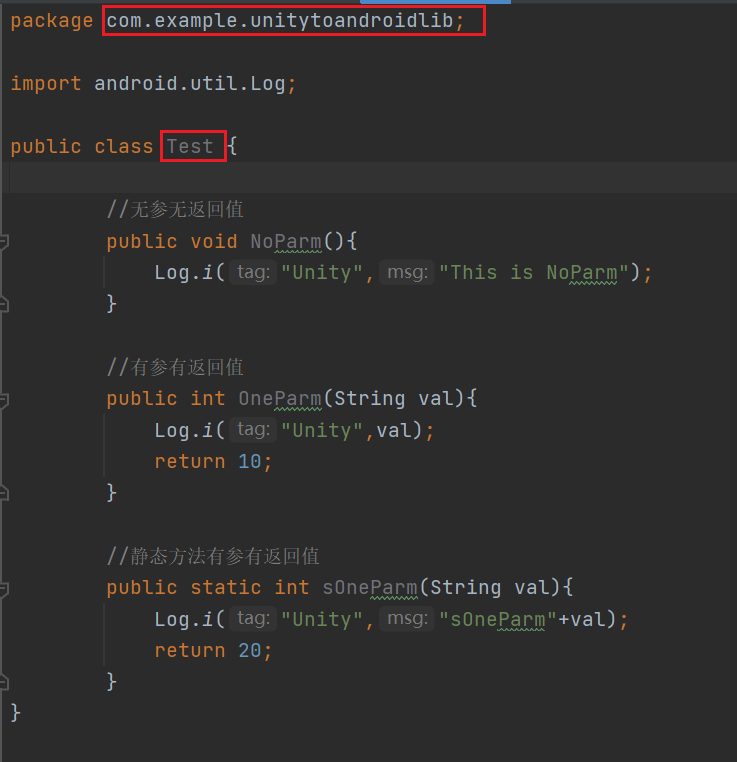 package com.example.unitytoandroidlib;
import android.util.Log;
public class Test {
//无参无返回值
public void NoParm(){
Log.i( tag: "Unity", msg: "This is NoParm");
}
//有参有返回值
public int OneParm(String val){
Log.i( tag: "Unity",val);
return 10;
}
//静态方法有参有返回值
public static int sOneParm(String val){
Log.i( tag: "Unity", msg: "sOneParm"+val);
return 20;
}
}